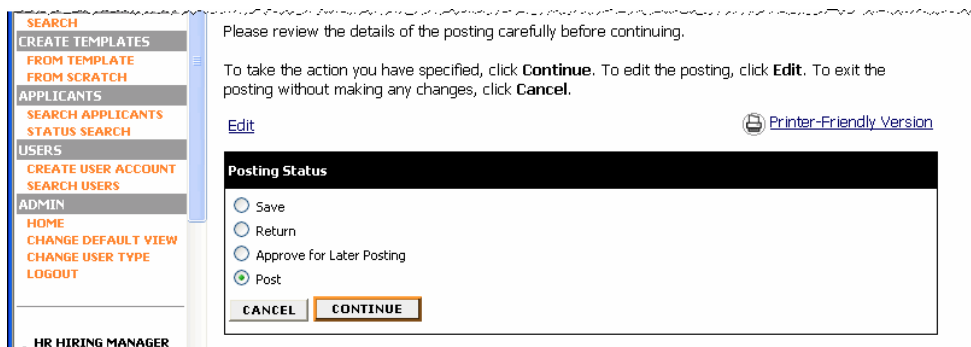 SEARCH
CREATE TEMPLATES
FROM TEMPLATE
FROM SCRATCH
APPLICANTS
SEARCH APPLICANTS
STATUS SEARCH
USERS
CREATE USER ACCOUNT
SEARCH USERS
ADMIN
HOME
CHANGE DEFAULT VIEW
CHANGE USER TYPE
LOGOUT
HR HIRING MANAGER
Please review the details of the posting carefully before continuing.
To take the action you have specified, click Continue. To edit the posting, click Edit. To exit the
posting without making any changes, click Cancel.
Edit
Printer-Friendly Version
Posting Status
Save
Return
Approve for Later Posting
Post
CANCEL CONTINUE